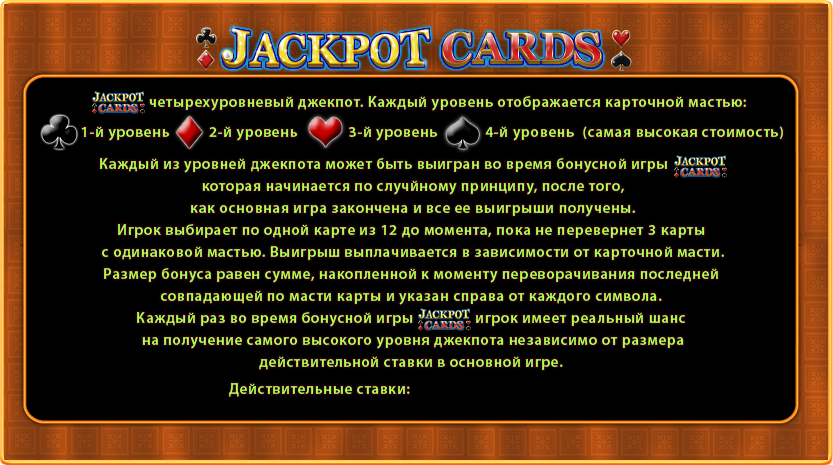 JACKPOT CARDS
JACKPOT CARDS четырехуровневый джекпот. Каждый уровень отображается карточной мастью:
1-й уровень 2-й уровень 3-й уровень 4-й уровень (самая высокая стоимость)
Каждый из уровней джекпота может быть выигран во время бонусной игры JACKPOT CARDS
которая начинается по случйному принципу, после того,
как основная игра закончена и все ее выигрыши получены.
Игрок выбирает по одной карте из 12 до момента, пока не перевернет 3 карты
с одинаковой мастью. Выигрыш выплачивается в зависимости от карточной масти.
Размер бонуса равен сумме, накопленной к моменту переворачивания последней
совпадающей по масти карты и указан справа от каждого символа.
Каждый раз во время бонусной игры JACKPOT CARDS игрок имеет реальный шанс
на получение самого высокого уровня джекпота независимо от размера
действительной ставки в основной игре.
Действительные ставки: